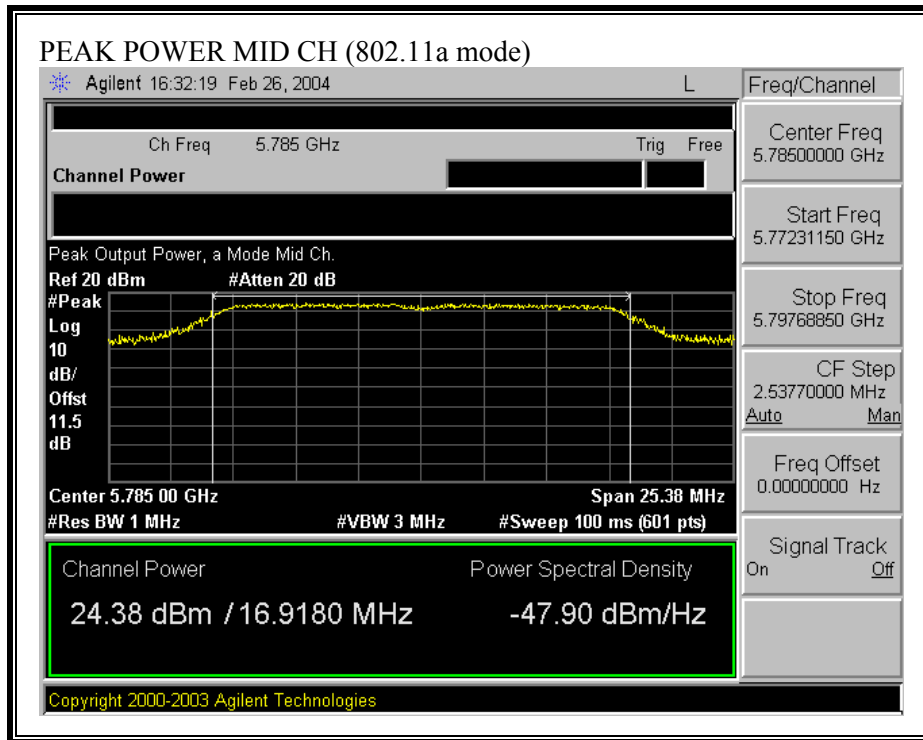 PEAK POWER MID CH (802.11a mode)
Agilent 16:32:19 Feb 26, 2004 L
Freq/Channel
Ch Freq 5.785 GHz Trig Free
Channel Power
Center Freq
5.78500000 GHz
Start Freq
5.77231150 GHz
Stop Freq
5.79768850 GHz
CF Step
2.53770000 MHz
Auto Man
Freq Offset
0.00000000 Hz
Signal Track
On Off
Peak Output Power, a Mode Mid Ch.
Ref 20 dBm #Atten 20 dB
#Peak
Log
10
dB/
Offst
11.5
dB
Center 5.785 00 GHz Span 25.38 MHz
#Res BW 1 MHz #VBW 3 MHz #Sweep 100 ms (601 pts)
Channel Power Power Spectral Density
24.38 dBm / 16.9180 MHz -47.90 dBm/Hz
Copyright 2000-2003 Agilent Technologies